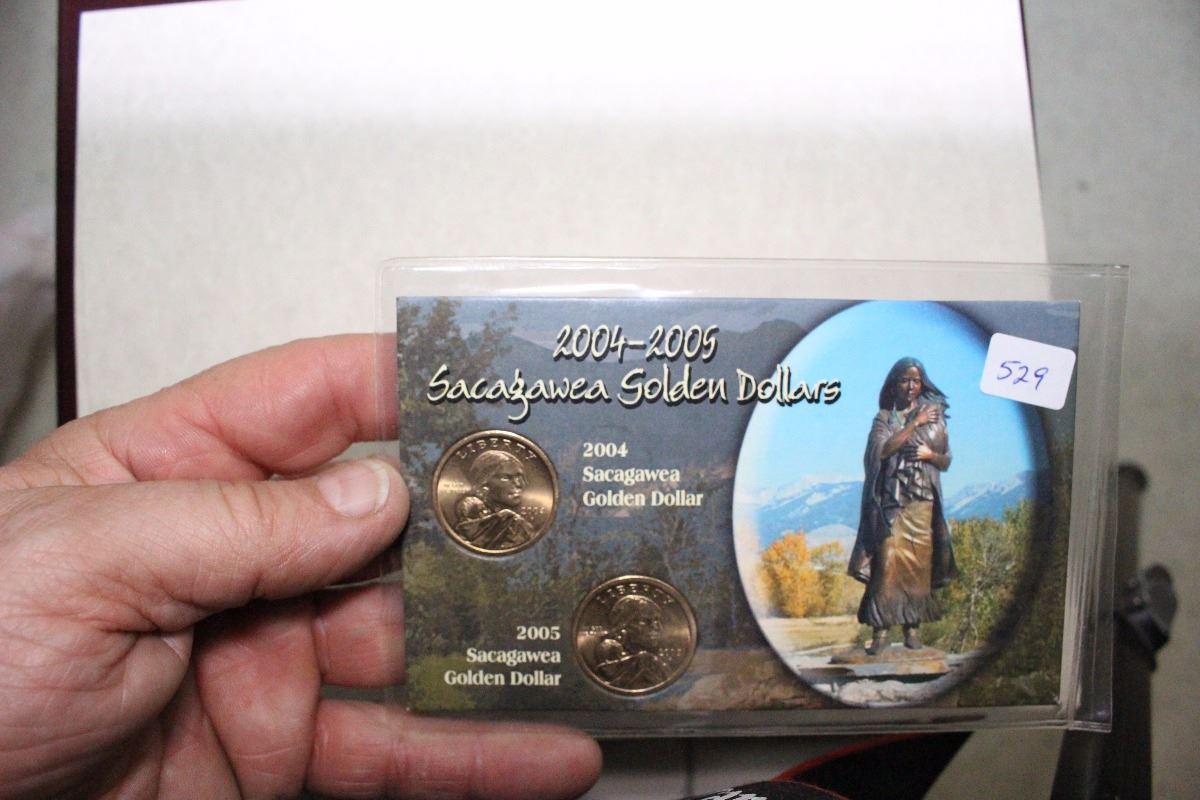 2004-2005
Sacagawea Golden Dollars
529
LIBERTY
2004
Sacagawea
Golden Dollar
LIBERTY
2005
Sacagawea
Golden Dollar